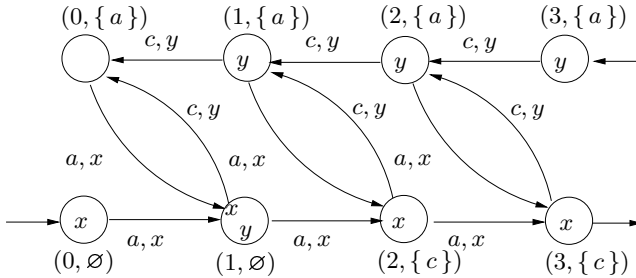 (0, { a }) (1, { a }) (2, { a }) (3, { a })
c, y c, y c, y
y y y
c, y c, y c, y
a, x a, x a, x
x x y x x
a, x a, x a, x
(0, ∅) (1, ∅) (2, { c }) (3, { c })